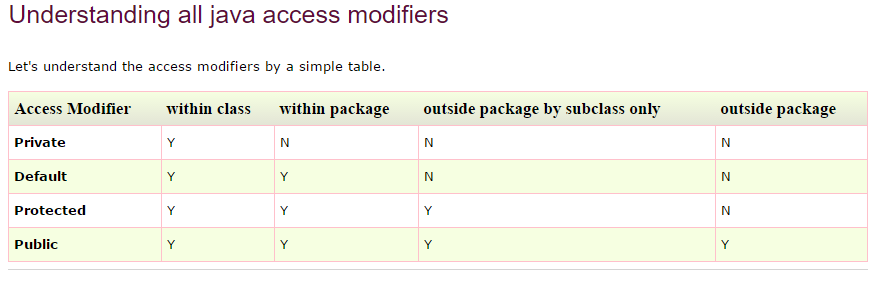 Understanding all java access modifiers
Let's understand the access modifiers by a simple table.
Access Modifier within class within package outside package by subclass only outside package
Private Y N N N
Default Y Y N N
Protected Y Y Y N
Public Y Y Y Y